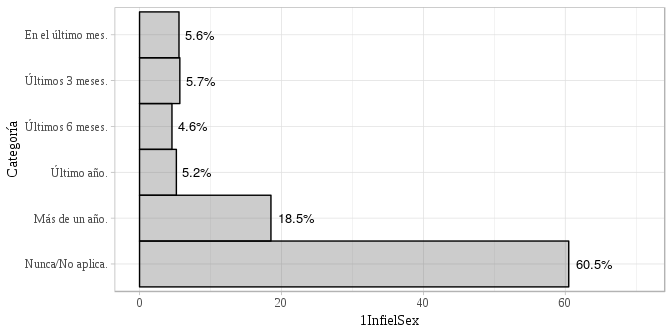 En el último mes.
5.6%
Últimos 3 meses.
5.7%
Últimos 6 meses.
4.6%
Último año.
5.2%
Más de un año.
18.5%
Nunca/No aplica.
60.5%
Categoría
0 20 40 60
1InfielSex